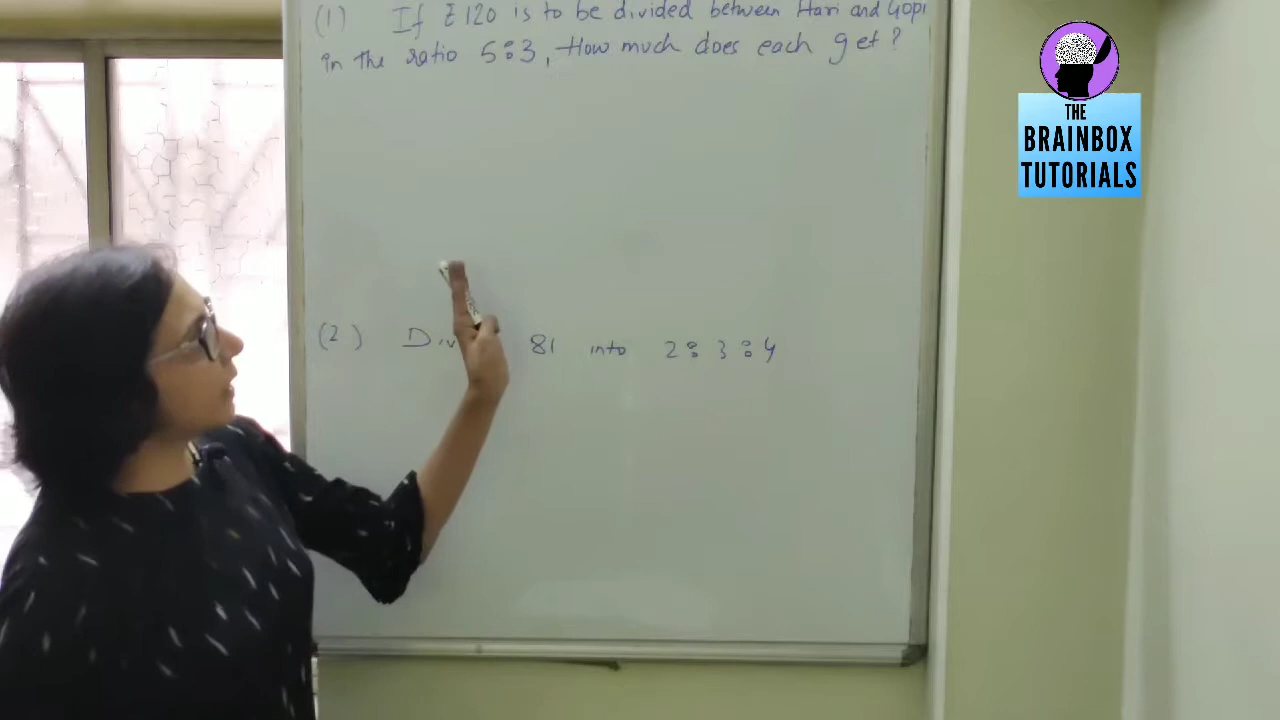 (1) If ₹120 is to be divided between Hari and Gopi
in the ratio 5:3, How much does each get?
(2) Div 81 into 2:3:4
THE
BRAINBOX
TUTORIALS